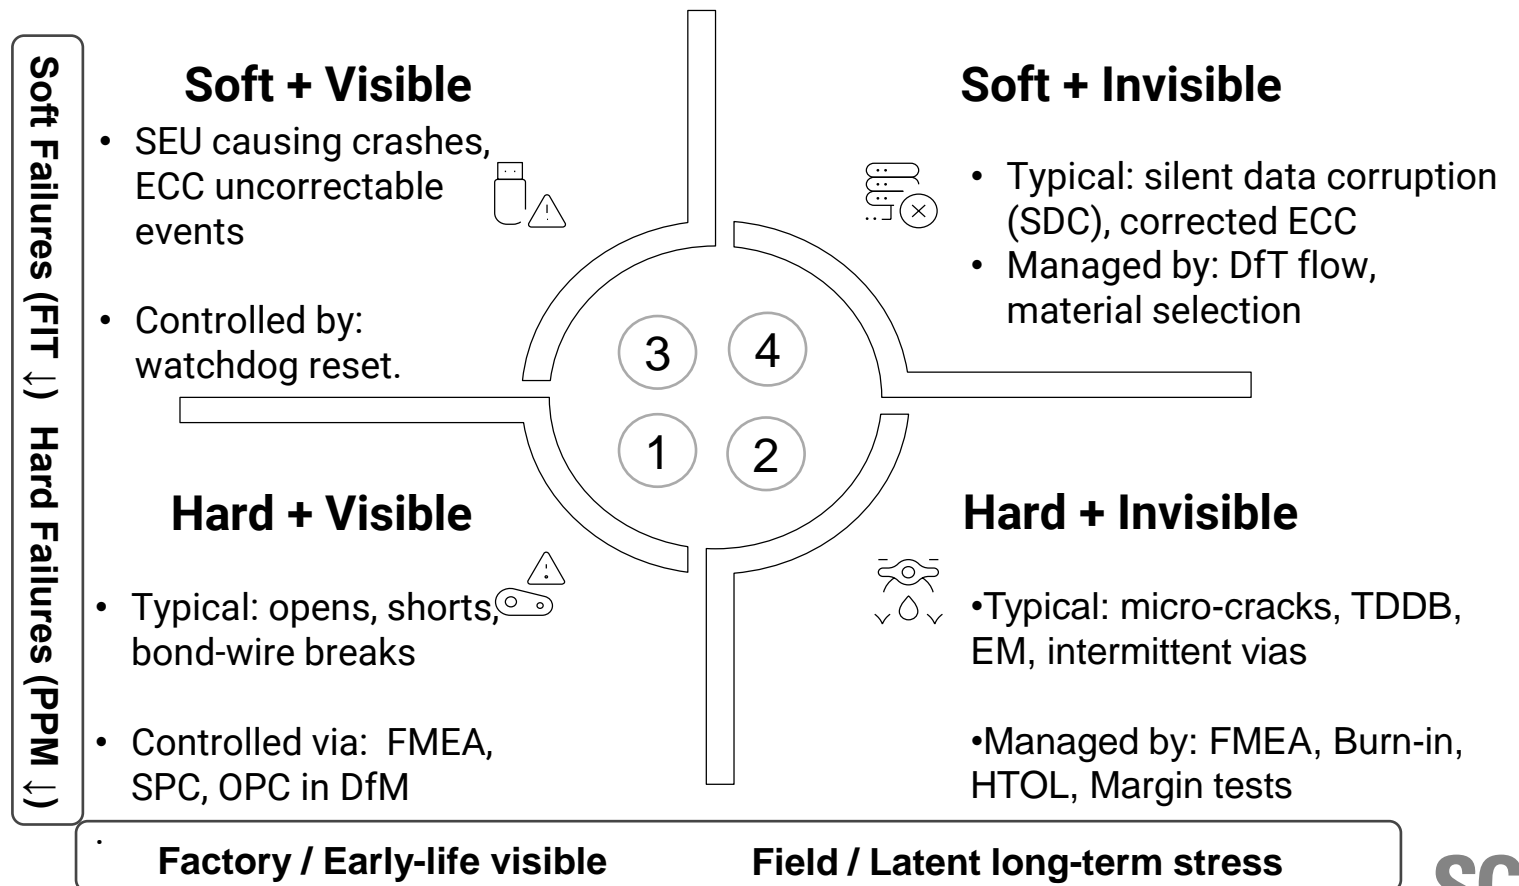 Soft Failures (FIT ↓) Hard Failures (PPM ↓)
Soft + Visible
• SEU causing crashes,
ECC uncorrectable
events
• Controlled by:
watchdog reset.
Soft + Invisible
• Typical: silent data corruption
(SDC), corrected ECC
• Managed by: DfT flow,
material selection
3 4
1 2
Hard + Visible
• Typical: opens, shorts,
bond-wire breaks
• Controlled via: FMEA,
SPC, OPC in DfM
Hard + Invisible
•Typical: micro-cracks, TDDB,
EM, intermittent vias
•Managed by: FMEA, Burn-in,
HTOL, Margin tests
Factory / Early-life visible
Field / Latent long-term stress